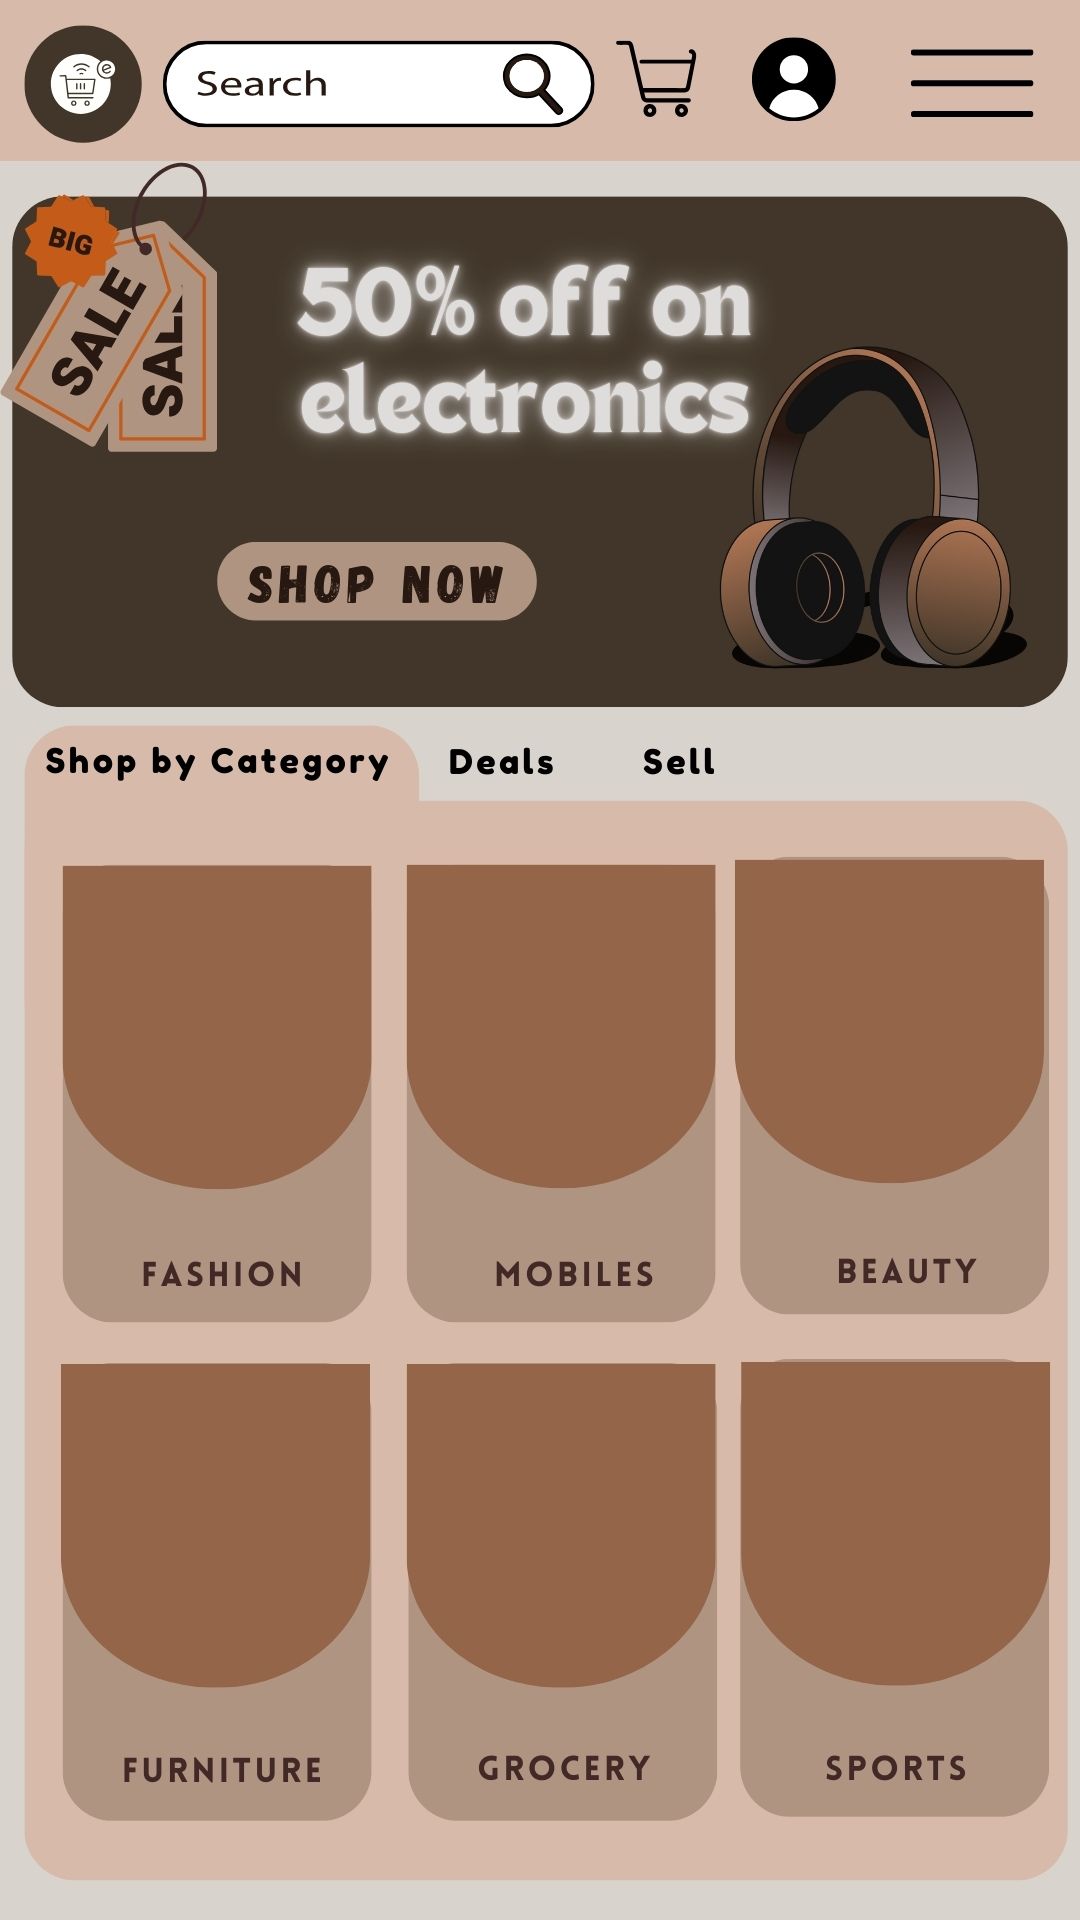 e
Search
BIG
SALE
SALE
50% off on
electronics
SHOP NOW
Shop by Category
Deals
Sell
FASHION
MOBILES
BEAUTY
FURNITURE
GROCERY
SPORTS